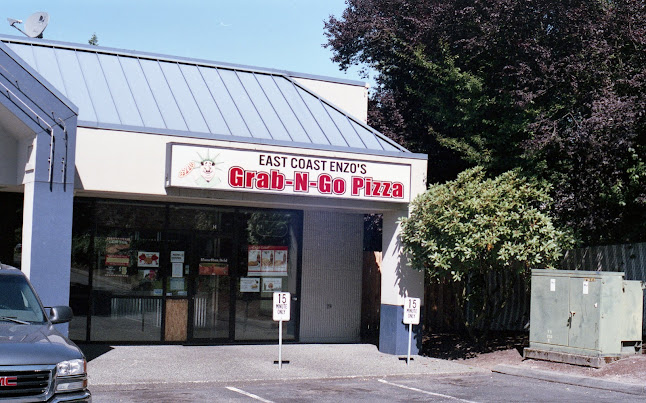 EAST COAST ENZO'S
Grab-N-Go Pizza
15
MINUTE
ONLY
15
MINUTE
ONLY
GMC